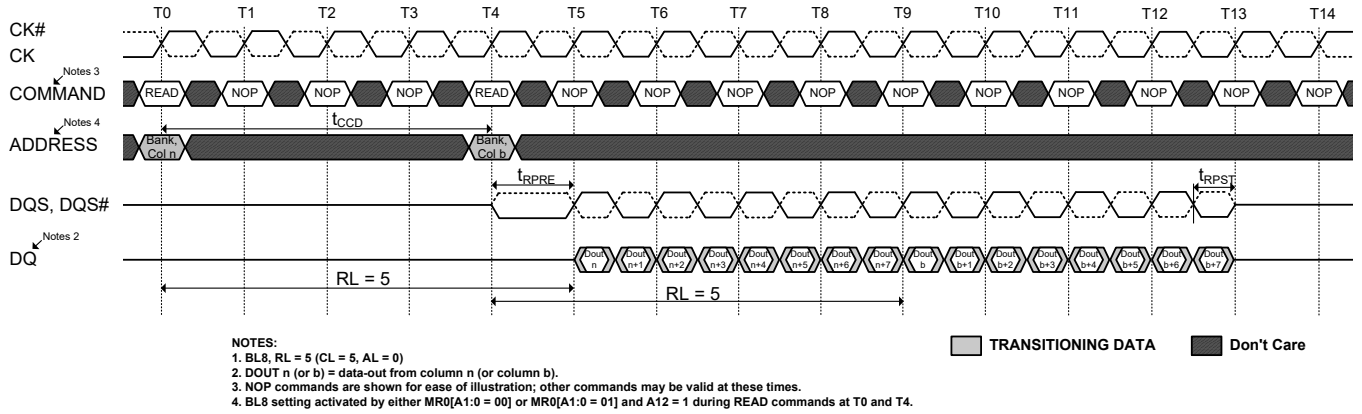 T0 T1 T2 T3 T4 T5 T6 T7 T8 T9 T10 T11 T12 T13 T14
CK#
CK
Notes 3
COMMAND READ NOP NOP NOP READ NOP NOP NOP NOP NOP NOP NOP NOP NOP NOP
tCCD
Notes 4
ADDRESS Bank, Col n Bank, Col b
tRPRE tRPST
DQS, DQS#
Notes 2
DQ Dout n Dout n+1 Dout n+2 Dout n+3 Dout n+4 Dout n+5 Dout n+6 Dout n+7 Dout b Dout b+1 Dout b+2 Dout b+3 Dout b+4 Dout b+5 Dout b+6 Dout b+7
RL = 5 RL = 5
NOTES:
1. BL8, RL = 5 (CL = 5, AL = 0)
2. DOUT n (or b) = data-out from column n (or column b).
3. NOP commands are shown for ease of illustration; other commands may be valid at these times.
4. BL8 setting activated by either MR0[A1:0 = 00] or MR0[A1:0 = 01] and A12 = 1 during READ commands at T0 and T4.
TRANSITIONING DATA Don't Care